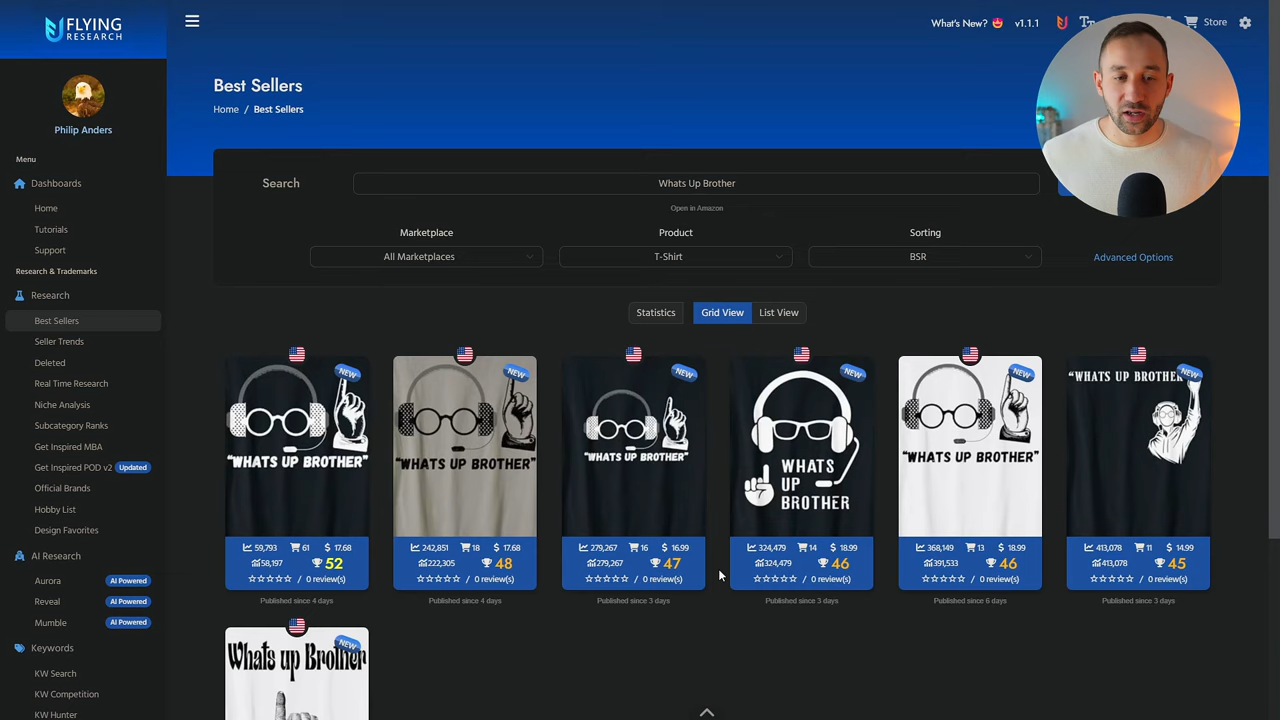 FLYING
RESEARCH
What's New?
v1.1.1
Store
Philip Anders
Menu
Dashboards
Home
Tutorials
Support
Research & Trademarks
Research
Best Sellers
Seller Trends
Deleted
Real Time Research
Niche Analysis
Subcategory Ranks
Get Inspired MBA
Get Inspired POD v2 Updated
Official Brands
Hobby List
Design Favorites
AI Research
Aurora AI Powered
Reveal AI Powered
Mumble AI Powered
Keywords
KW Search
KW Competition
KW Hunter
Best Sellers
Home / Best Sellers
Search
Whats Up Brother
Open in Amazon
Marketplace
Product
Sorting
All Marketplaces
T-Shirt
BSR
Advanced Options
Statistics
Grid View
List View
NEW
"WHATS UP BROTHER"
59,793 61 $ 17.68
58,197 52
/ 0 review(s)
Published since 4 days
NEW
"WHATS UP BROTHER"
242,851 18 $ 17.68
222,305 48
/ 0 review(s)
Published since 4 days
NEW
"WHATS UP BROTHER"
279,267 16 $ 16.99
279,267 47
/ 0 review(s)
Published since 3 days
NEW
WHATS
UP
BROTHER
324,479 14 $ 18.99
324,479 46
/ 0 review(s)
Published since 3 days
NEW
"WHATS UP BROTHER"
368,149 13 $ 18.99
391,533 46
/ 0 review(s)
Published since 6 days
NEW
"WHATS UP BROTHER
413,078 11 $ 14.99
413,078 45
/ 0 review(s)
Published since 3 days
NEW
Whats up Brother